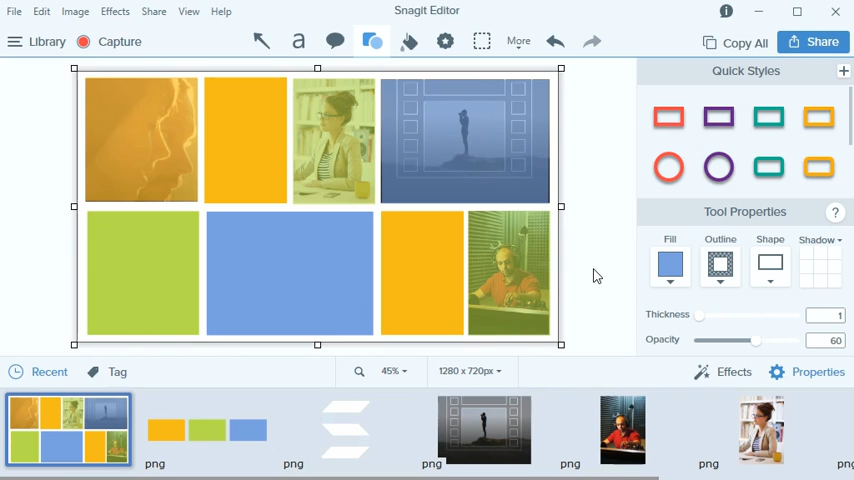 Snagit Editor
File Edit Image Effects Share View Help
Library Capture
a
More
Copy All
Share
Quick Styles
Tool Properties
?
Fill Outline Shape Shadow
Thickness 1
Opacity 60
Recent Tag
45%
1280 x 720px
Effects Properties
png png png png png png